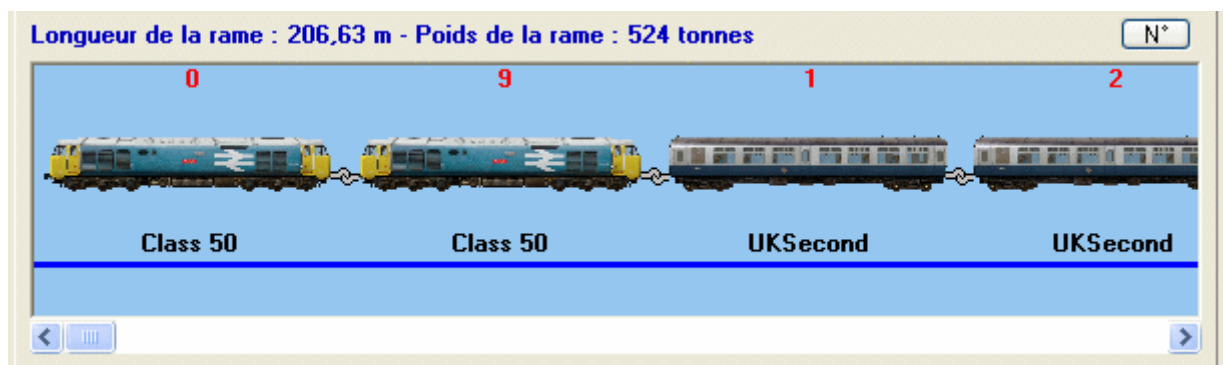 Longueur de la rame : 206,63 m - Poids de la rame : 524 tonnes N°
0 9 1 2
Class 50 Class 50 UKSecond UKSecond